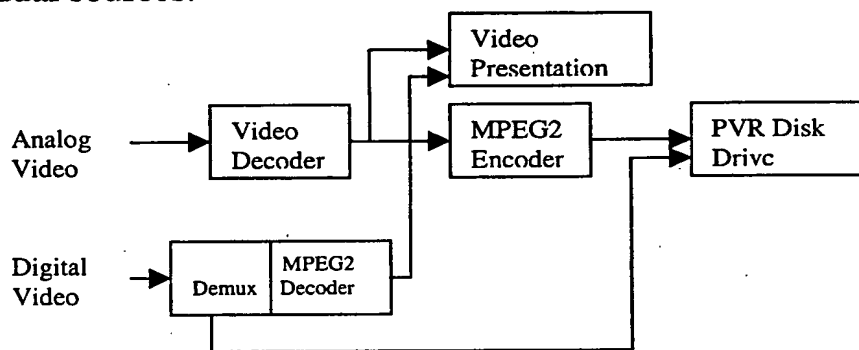 Video
Presentation
Analog
Video
Video
Decoder
MPEG2
Encoder
PVR Disk
Drivc
Digital
Video
Demux
MPEG2
Decoder